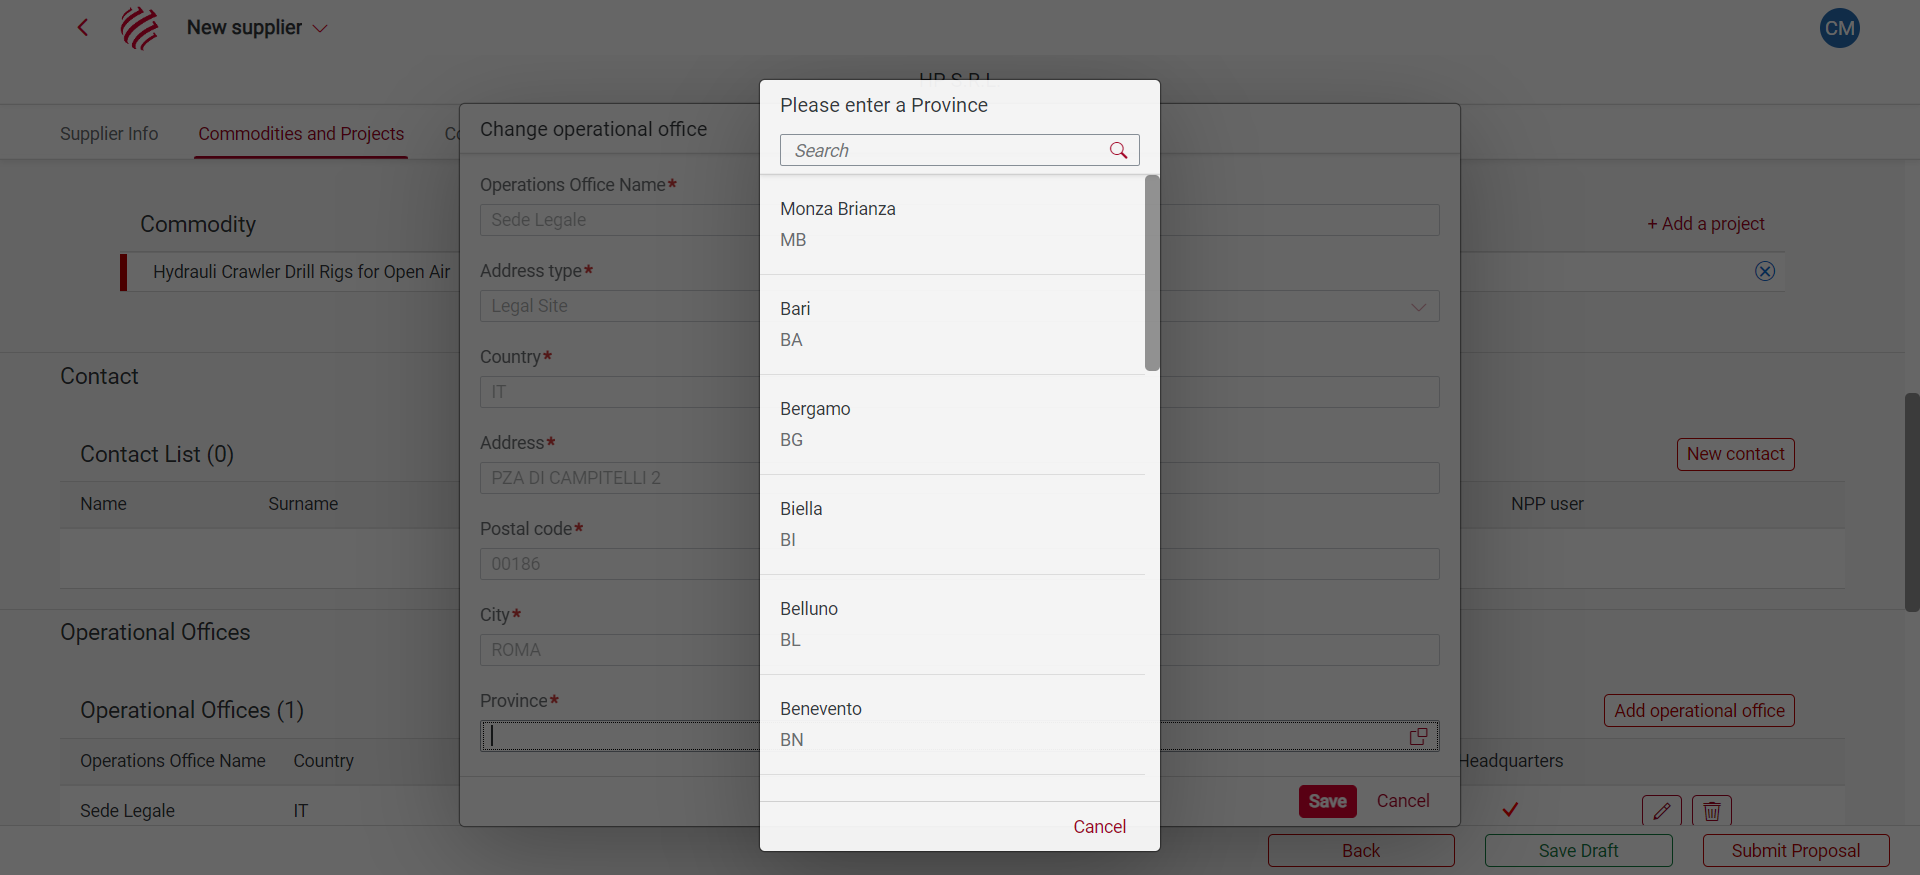 New supplier
CM
HP S.R.L.
Supplier Info
Commodities and Projects
Commodity
+ Add a project
Hydrauli Crawler Drill Rigs for Open Air
Contact
Contact List (0)
New contact
Name
Surname
NPP user
Operational Offices
Operational Offices (1)
Add operational office
Operations Office Name
Country
Headquarters
Sede Legale
IT
Back
Save Draft
Submit Proposal
Change operational office
Operations Office Name*
Sede Legale
Address type*
Legal Site
Country*
IT
Address*
PZA DI CAMPITELLI 2
Postal code*
00186
City*
ROMA
Province*
Save
Cancel
Please enter a Province
Search
Monza Brianza
MB
Bari
BA
Bergamo
BG
Biella
BI
Belluno
BL
Benevento
BN
Cancel